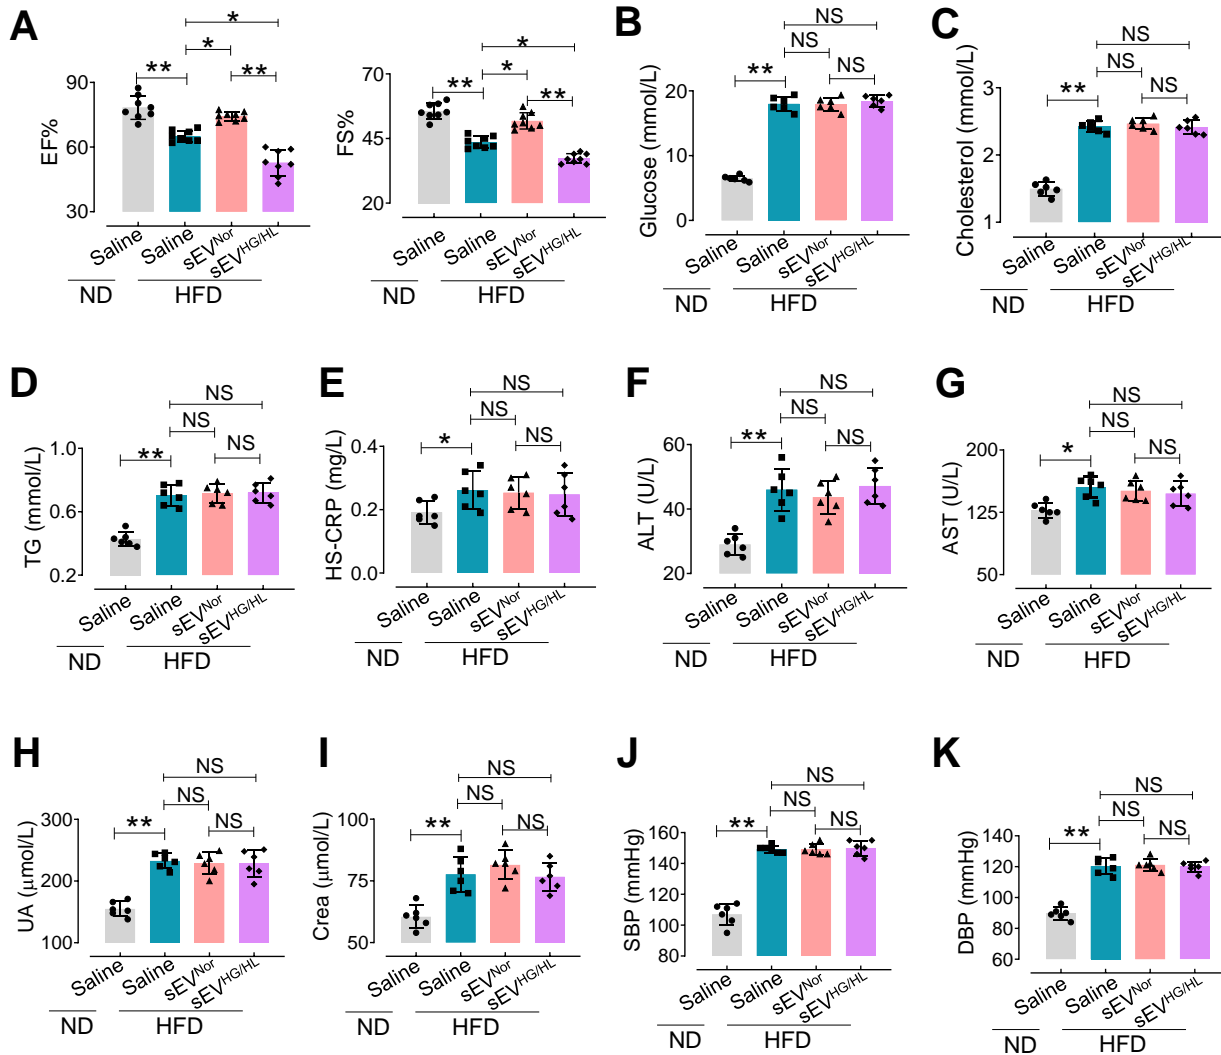 A
EF%
90
60
30
**
*
*
**
Saline
Saline
sEV^Nor
sEV^HG/HL
ND
HFD
FS%
70
45
20
**
*
*
**
Saline
Saline
sEV^Nor
sEV^HG/HL
ND
HFD
B
Glucose (mmol/L)
20
10
0
**
NS
NS
NS
Saline
Saline
sEV^Nor
sEV^HG/HL
ND
HFD
C
Cholesterol (mmol/L)
3
2
1
**
NS
NS
NS
Saline
Saline
sEV^Nor
sEV^HG/HL
ND
HFD
D
TG (mmol/L)
1.0
0.6
0.2
**
NS
NS
NS
Saline
Saline
sEV^Nor
sEV^HG/HL
ND
HFD
E
HS-CRP (mg/L)
0.4
0.2
0.0
*
NS
NS
NS
Saline
Saline
sEV^Nor
sEV^HG/HL
ND
HFD
F
ALT (U/L)
60
40
20
**
NS
NS
NS
Saline
Saline
sEV^Nor
sEV^HG/HL
ND
HFD
G
AST (U/L)
200
125
50
*
NS
NS
NS
Saline
Saline
sEV^Nor
sEV^HG/HL
ND
HFD
H
UA (μmol/L)
300
200
100
**
NS
NS
NS
Saline
Saline
sEV^Nor
sEV^HG/HL
ND
HFD
I
Crea (μmol/L)
100
75
50
**
NS
NS
NS
Saline
Saline
sEV^Nor
sEV^HG/HL
ND
HFD
J
SBP (mmHg)
160
140
120
100
80
**
NS
NS
NS
Saline
Saline
sEV^Nor
sEV^HG/HL
ND
HFD
K
DBP (mmHg)
140
120
100
80
60
**
NS
NS
NS
Saline
Saline
sEV^Nor
sEV^HG/HL
ND
HFD